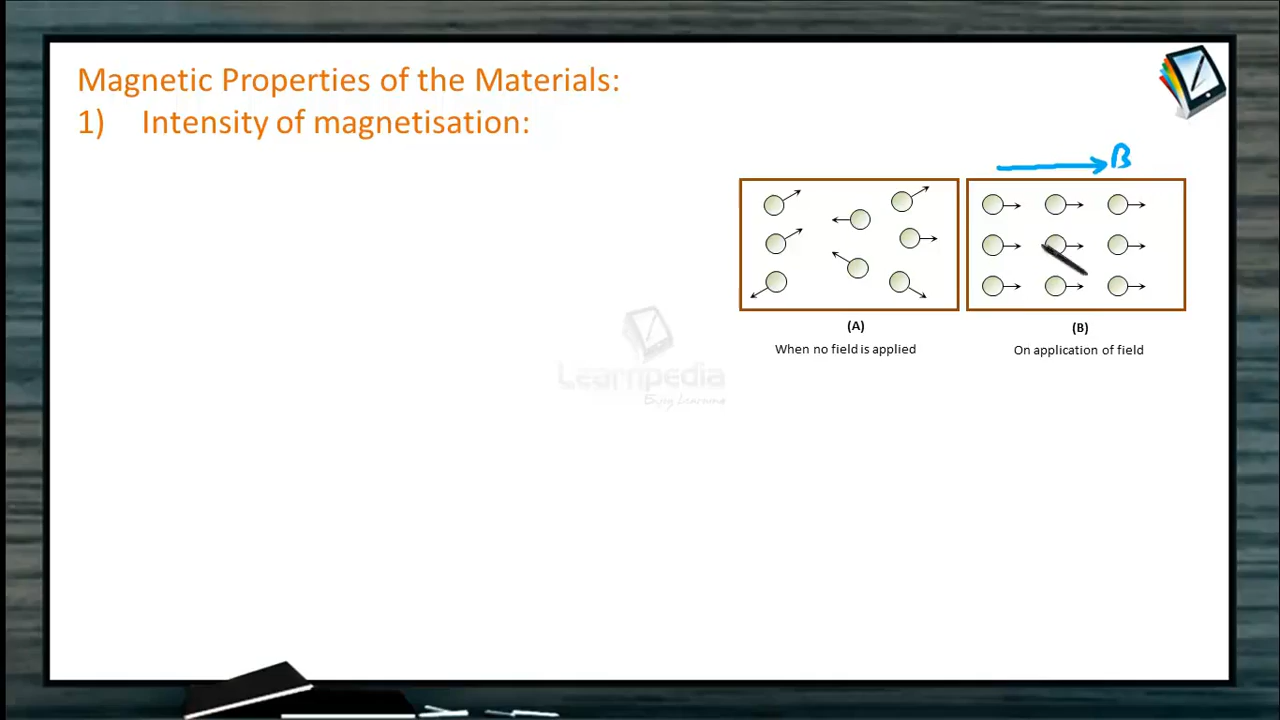 Magnetic Properties of the Materials:
1) Intensity of magnetisation:
B
(A)
(B)
When no field is applied
On application of field
Learnpedia
Enjoy Learning